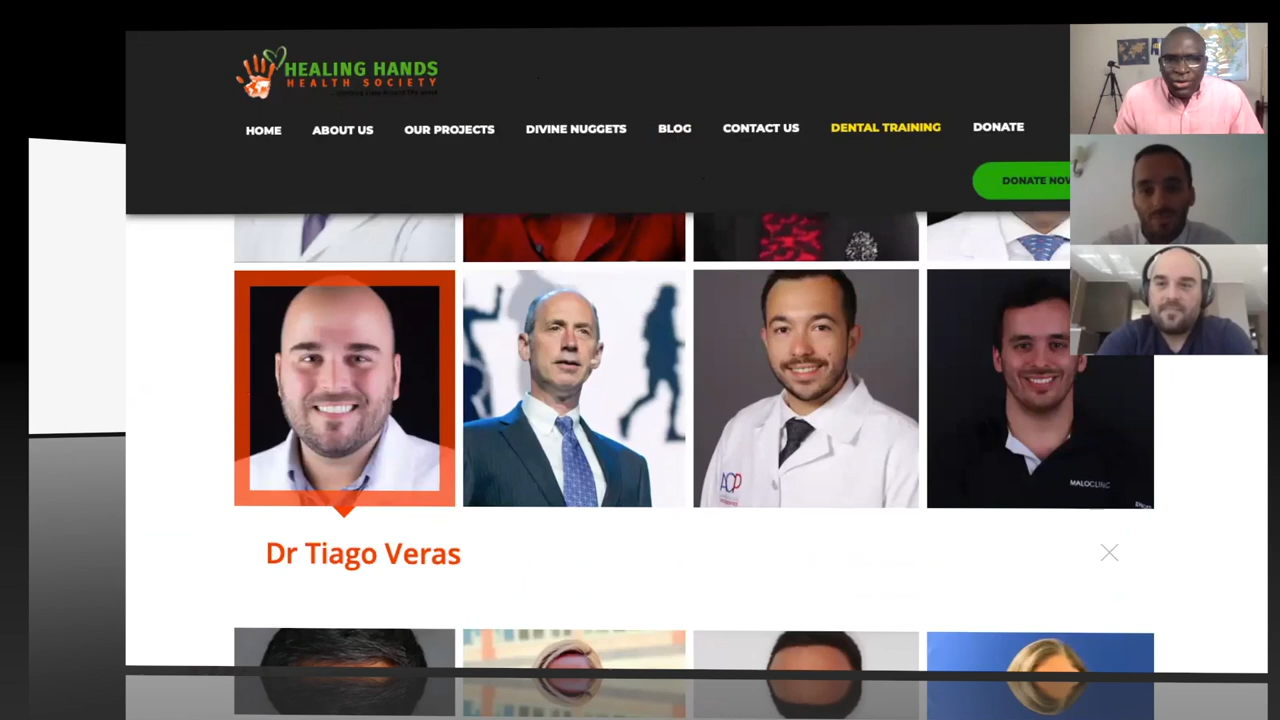 HEALING HANDS
HEALTH SOCIETY
HOME
ABOUT US
OUR PROJECTS
DIVINE NUGGETS
BLOG
CONTACT US
DENTAL TRAINING
DONATE
DONATE NOW
AOP
MALOCLINIC
Dr Tiago Veras